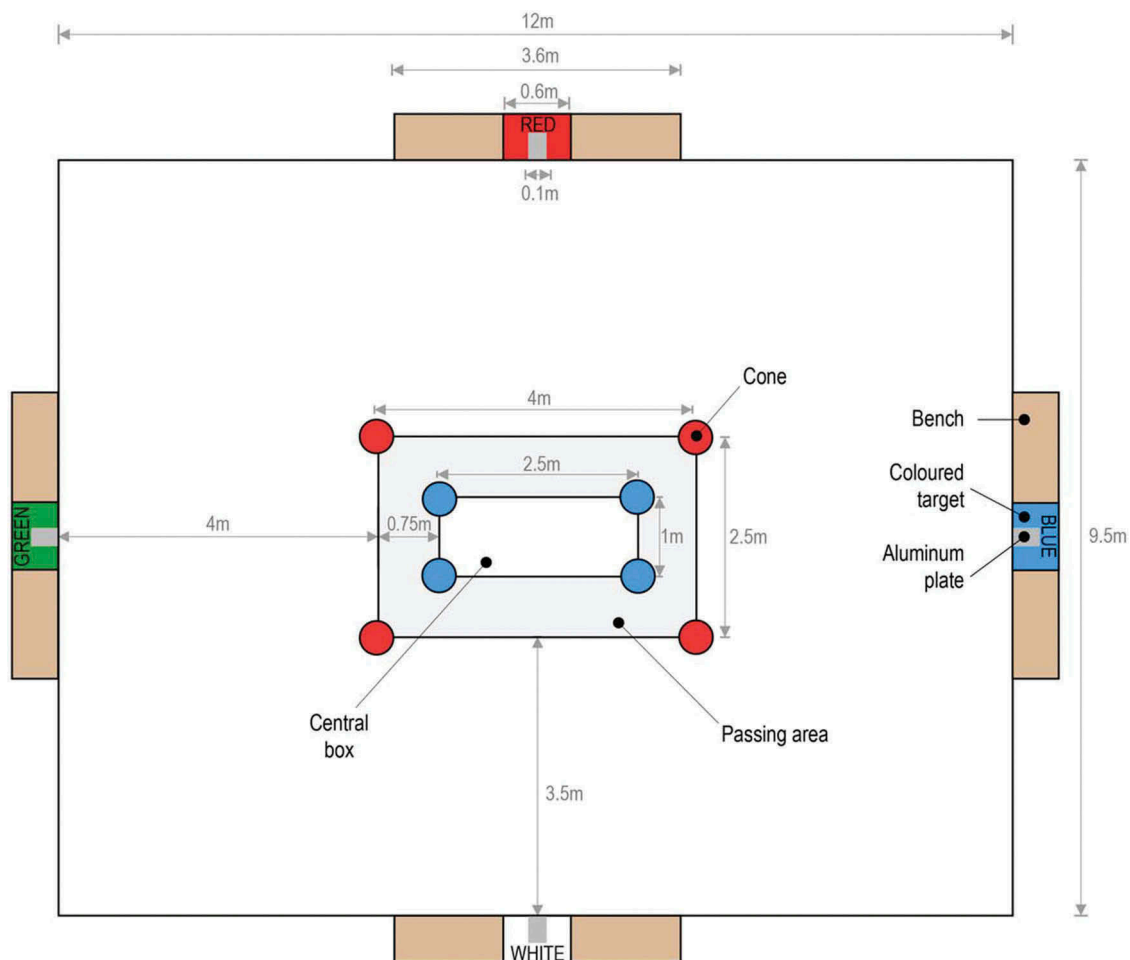 12m
3.6m
0.6m
RED
0.1m
Cone
4m
Bench
2.5m
Coloured
target
GREEN
4m
0.75m
1m
2.5m
BLUE
9.5m
Aluminum
plate
Central
box
Passing area
3.5m
WHITE